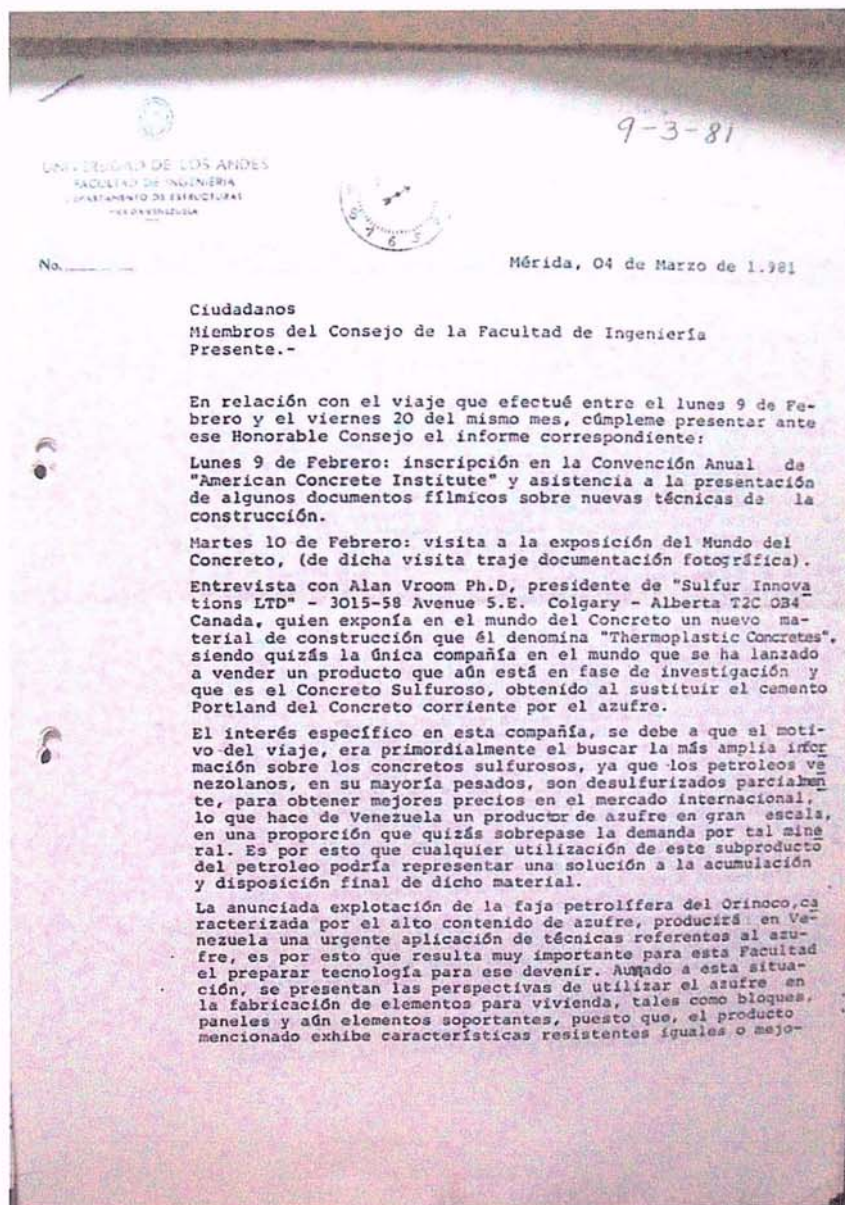 9-3-81
UNIVERSIDAD DE LOS ANDES
FACULTAD DE INGENIERIA
DEPARTAMENTO DE ESTRUCTURAS
No.
Mérida, 04 de Marzo de 1.981
Ciudadanos
Miembros del Consejo de la Facultad de Ingeniería
Presente.-
En relación con el viaje que efectué entre el lunes 9 de Fe-
brero y el viernes 20 del mismo mes, cúmpleme presentar ante
ese Honorable Consejo el informe correspondiente:
Lunes 9 de Febrero: inscripción en la Convención Anual de
"American Concrete Institute" y asistencia a la presentación
de algunos documentos fílmicos sobre nuevas técnicas de la
construcción.
Martes 10 de Febrero: visita a la exposición del Mundo del
Concreto, (de dicha visita traje documentación fotográfica).
Entrevista con Alan Vroom Ph.D, presidente de "Sulfur Innova
tions LTD" - 3015-58 Avenue S.E. Colgary - Alberta T2C OB4
Canada, quien exponía en el mundo del Concreto un nuevo ma-
terial de construcción que él denomina "Thermoplastic Concretes",
siendo quizás la única compañía en el mundo que se ha lanzado
a vender un producto que aún está en fase de investigación y
que es el Concreto Sulfuroso, obtenido al sustituir el cemento
Portland del Concreto corriente por el azufre.
El interés específico en esta compañía, se debe a que el moti-
vo del viaje, era primordialmente el buscar la más amplia infor
mación sobre los concretos sulfurosos, ya que los petroleos ve
nezolanos, en su mayoría pesados, son desulfurizados parcialmen
te, para obtener mejores precios en el mercado internacional,
lo que hace de Venezuela un productor de azufre en gran escala,
en una proporción que quizás sobrepase la demanda por tal mine
ral. Es por esto que cualquier utilización de este subproducto
del petroleo podría representar una solución a la acumulación
y disposición final de dicho material.
La anunciada explotación de la faja petrolífera del Orinoco,ca
racterizada por el alto contenido de azufre, producirá en Ve-
nezuela una urgente aplicación de técnicas referentes al azu-
fre, es por esto que resulta muy importante para esta Facultad
el preparar tecnología para ese devenir. Aunado a esta situa-
ción, se presentan las perspectivas de utilizar el azufre en
la fabricación de elementos para vivienda, tales como bloques,
paneles y aún elementos soportantes, puesto que, el producto
mencionado exhibe características resistentes iguales o mejo-